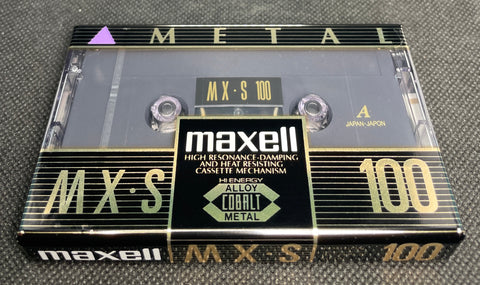 METAL
MX·S 100
A
JAPAN-JAPON
maxell
HIGH RESONANCE-DAMPING
AND HEAT RESISTING
CASSETTE MECHANISM
MX·S
100
HI ENERGY
ALLOY
COBALT
METAL
maxell MX·S 100